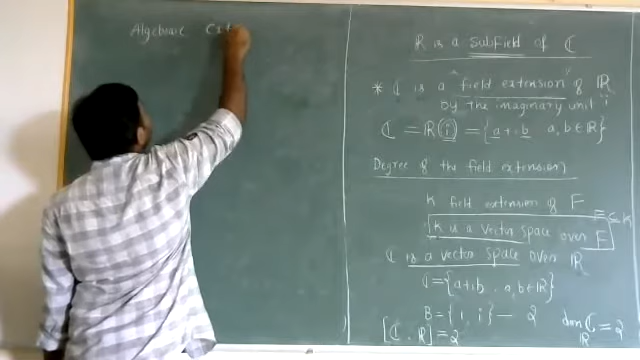 Algebraic Ext
R is a subfield of ℂ
* ℂ is a "field extension" of ℝ
by the imaginary unit i
ℂ = ℝ(i) = {a+ib a,b∈ℝ}
Degree of the field extension)
K field extension of F F ⊆ K
K is a vector space over F
ℂ is a vector space over ℝ
ℂ = {a+ib, a,b∈ℝ}
B = {1, i} — 2 dim_ℝ ℂ = 2
[ℂ : ℝ] = 2